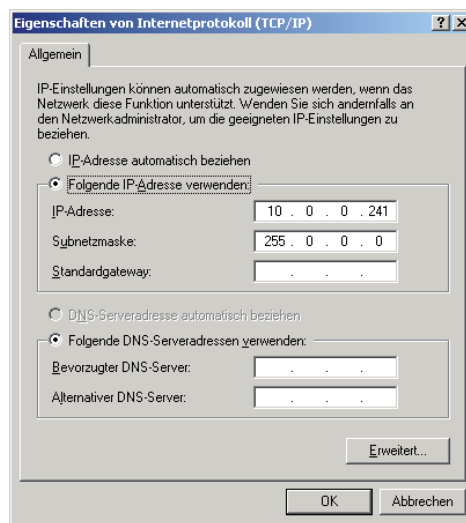 Eigenschaften von Internetprotokoll (TCP/IP)
Allgemein
IP-Einstellungen können automatisch zugewiesen werden, wenn das
Netzwerk diese Funktion unterstützt. Wenden Sie sich andernfalls an
den Netzwerkadministrator, um die geeigneten IP-Einstellungen zu
beziehen.
IP-Adresse automatisch beziehen
Folgende IP-Adresse verwenden:
IP-Adresse: 10 . 0 . 0 . 241
Subnetzmaske: 255 . 0 . 0 . 0
Standardgateway: . . .
DNS-Serveradresse automatisch beziehen
Folgende DNS-Serveradressen verwenden:
Bevorzugter DNS-Server: . . .
Alternativer DNS-Server: . . .
Erweitert...
OK Abbrechen